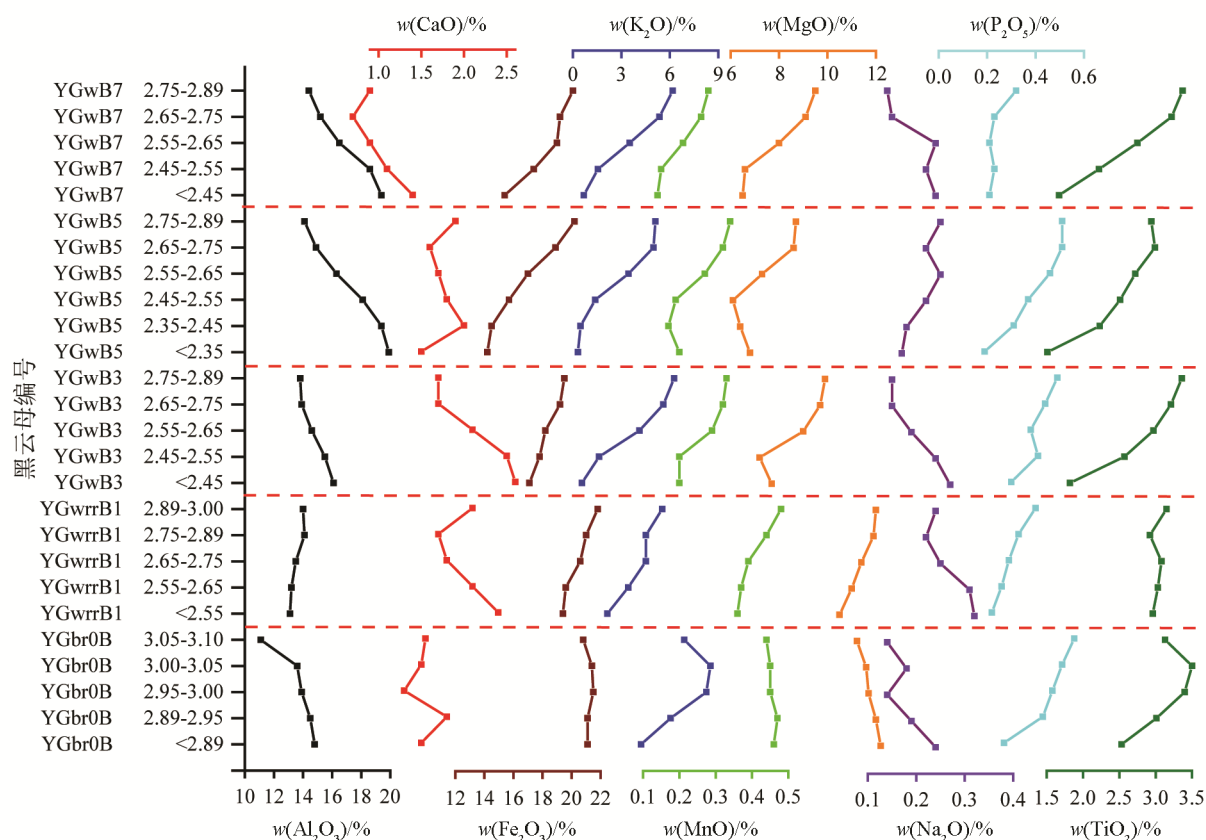 w(CaO)/% w(K₂O)/% w(MgO)/% w(P₂O₅)/%
1.0 1.5 2.0 2.5 0 3 6 9 6 8 10 12 0.0 0.2 0.4 0.6
YGwB7 2.75-2.89
YGwB7 2.65-2.75
YGwB7 2.55-2.65
YGwB7 2.45-2.55
YGwB7 <2.45
YGwB5 2.75-2.89
YGwB5 2.65-2.75
YGwB5 2.55-2.65
YGwB5 2.45-2.55
YGwB5 2.35-2.45
YGwB5 <2.35
YGwB3 2.75-2.89
YGwB3 2.65-2.75
YGwB3 2.55-2.65
YGwB3 2.45-2.55
YGwB3 <2.45
YGwrrB1 2.89-3.00
YGwrrB1 2.75-2.89
YGwrrB1 2.65-2.75
YGwrrB1 2.55-2.65
YGwrrB1 <2.55
YGbr0B 3.05-3.10
YGbr0B 3.00-3.05
YGbr0B 2.95-3.00
YGbr0B 2.89-2.95
YGbr0B <2.89
黑云母编号
10 12 14 16 18 20 12 14 16 18 20 22 0.1 0.2 0.3 0.4 0.5 0.1 0.2 0.3 0.4 1.5 2.0 2.5 3.0 3.5
w(Al₂O₃)/% w(Fe₂O₃)/% w(MnO)/% w(Na₂O)/% w(TiO₂)/%